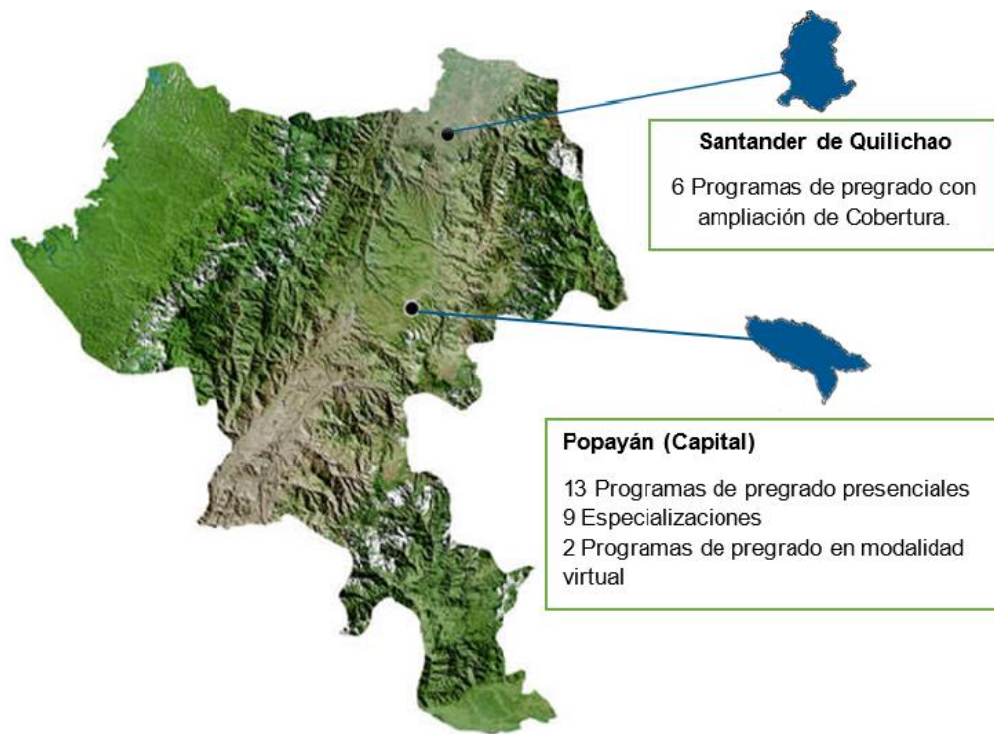 Santander de Quilichao
6 Programas de pregrado con
ampliación de Cobertura.
Popayán (Capital)
13 Programas de pregrado presenciales
9 Especializaciones
2 Programas de pregrado en modalidad
virtual